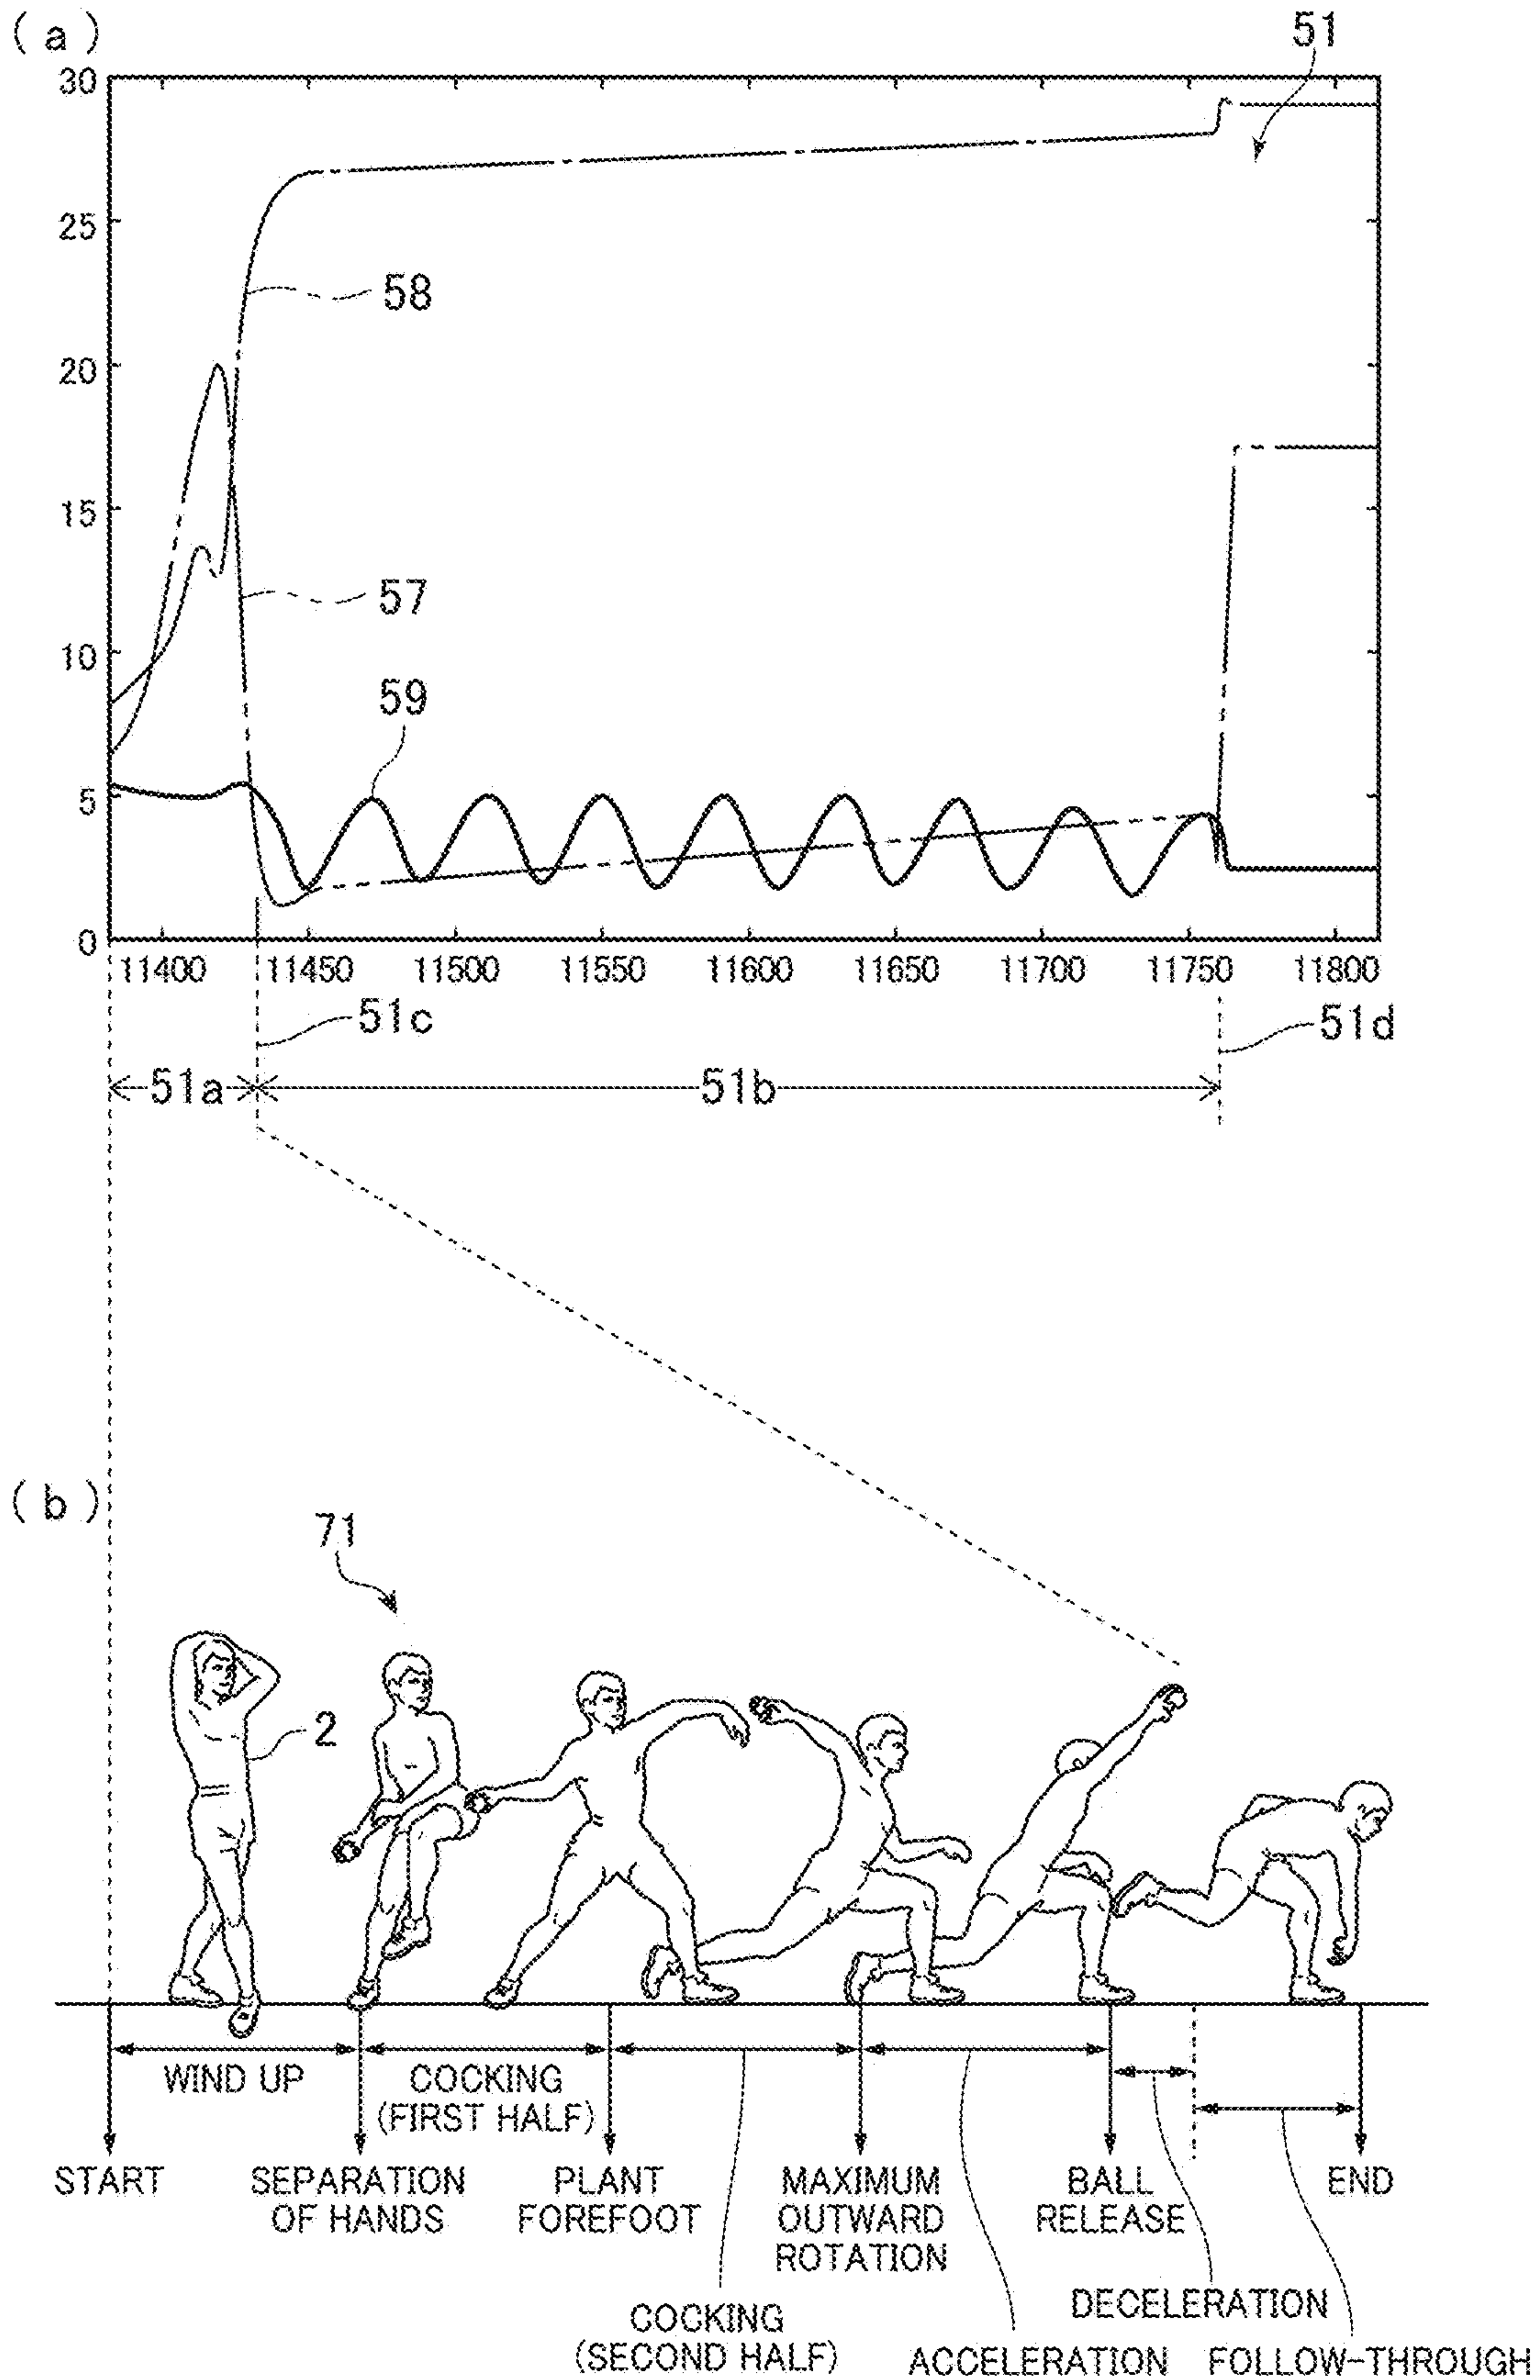 (a)
51
30
25
20
15
10
5
0
58
57
59
11400 11450 11500 11550 11600 11650 11700 11750 11800
51c
51d
51a
51b
(b)
71
2
WIND UP
COCKING
(FIRST HALF)
START
SEPARATION
OF HANDS
PLANT
FOREFOOT
MAXIMUM
OUTWARD
ROTATION
BALL
RELEASE
END
COCKING
(SECOND HALF)
ACCELERATION
DECELERATION
FOLLOW-THROUGH